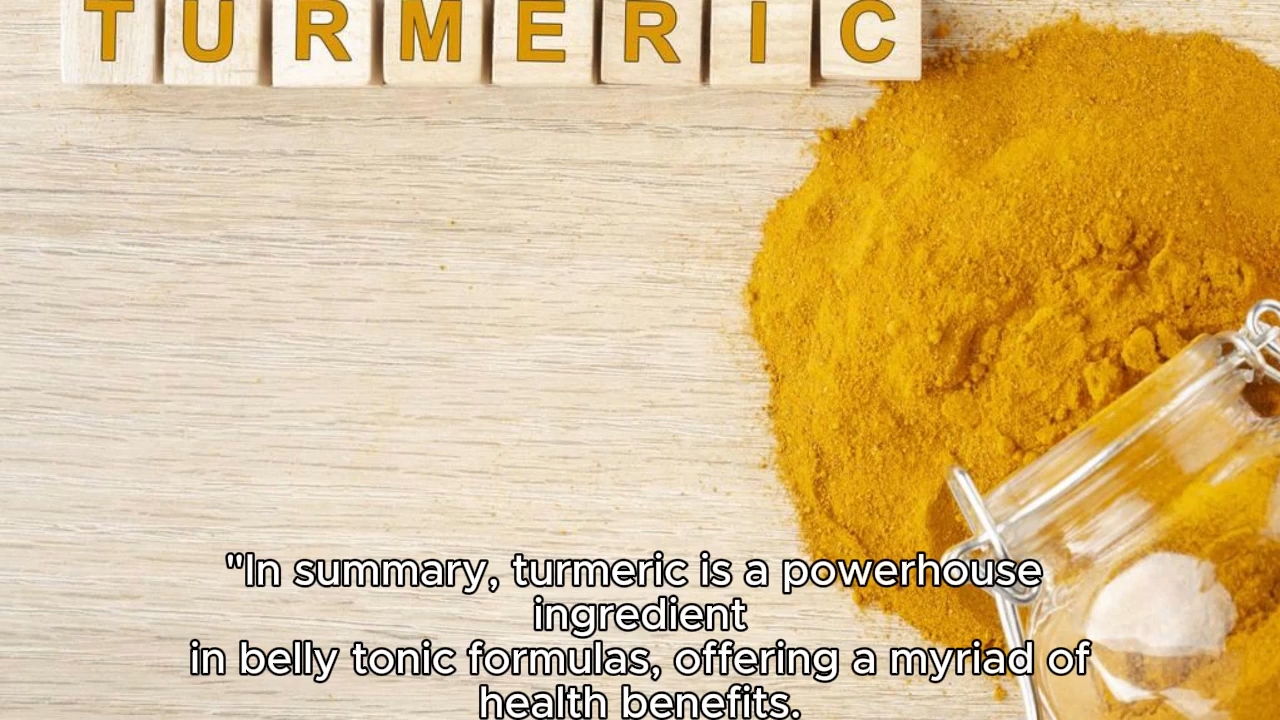 TURMERIC
"In summary, turmeric is a powerhouse
ingredient
in belly tonic formulas, offering a myriad of
health benefits.